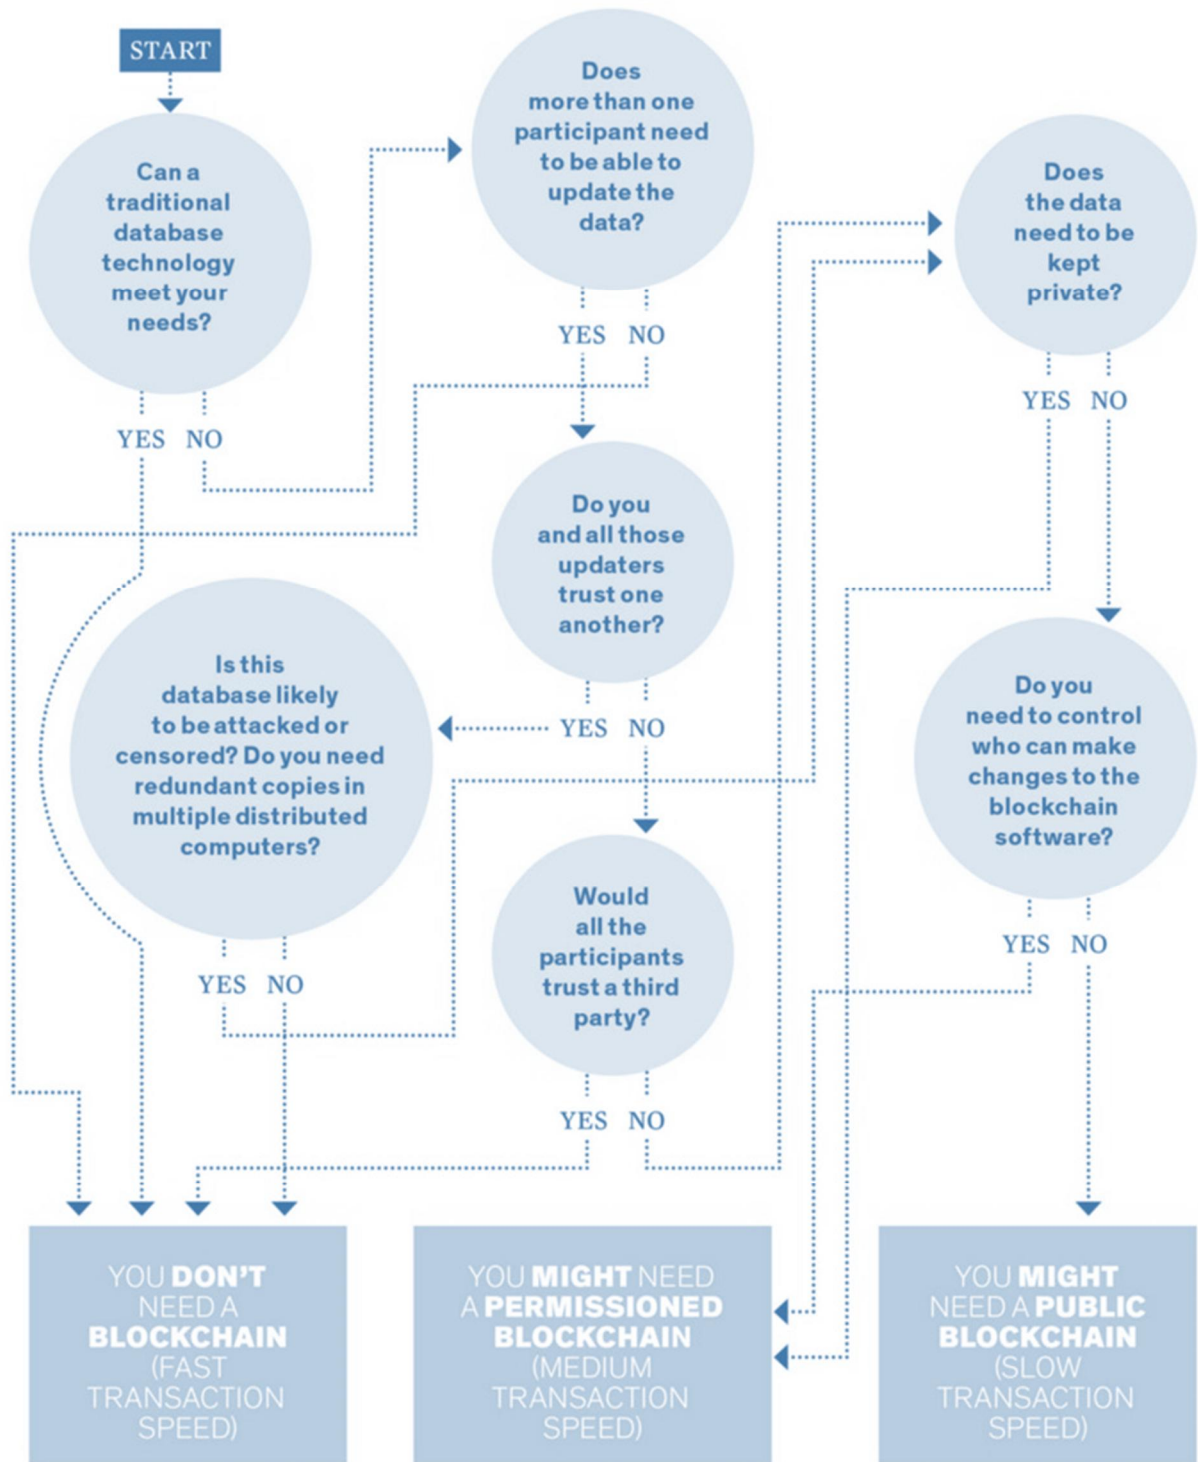 START
Can a
traditional
database
technology
meet your
needs?
YES NO
Does
more than one
participant need
to be able to
update the
data?
YES NO
Does
the data
need to be
kept
private?
YES NO
Do you
and all those
updaters
trust one
another?
YES NO
Is this
database likely
to be attacked or
censored? Do you need
redundant copies in
multiple distributed
computers?
YES NO
Do you
need to control
who can make
changes to the
blockchain
software?
YES NO
Would
all the
participants
trust a third
party?
YES NO
YOU DON'T
NEED A
BLOCKCHAIN
(FAST
TRANSACTION
SPEED)
YOU MIGHT NEED
A PERMISSIONED
BLOCKCHAIN
(MEDIUM
TRANSACTION
SPEED)
YOU MIGHT
NEED A PUBLIC
BLOCKCHAIN
(SLOW
TRANSACTION
SPEED)